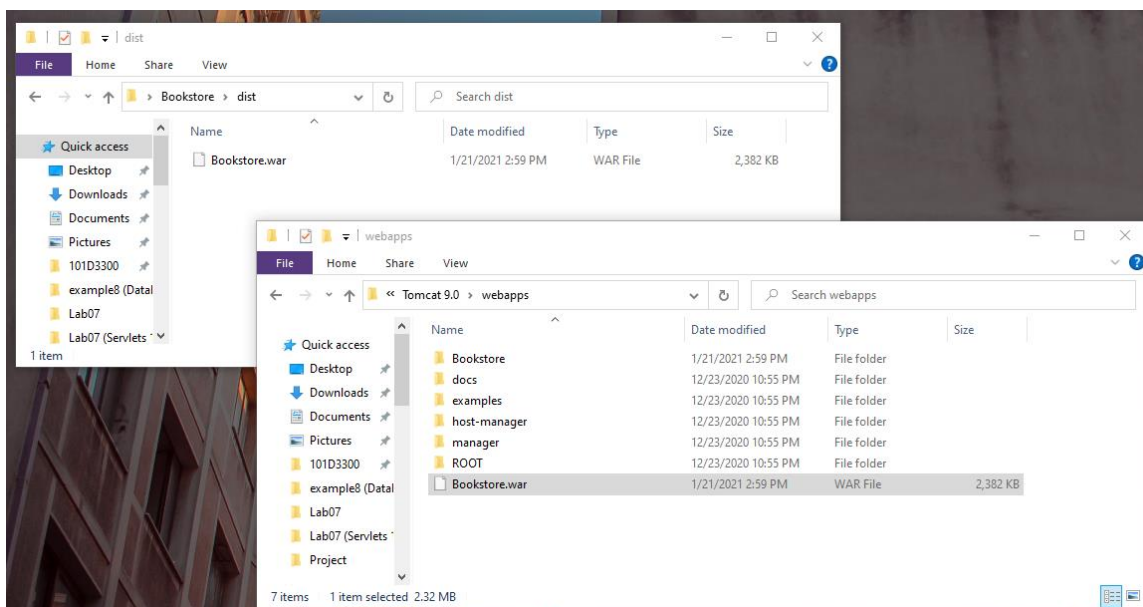 dist
File Home Share View
Bookstore > dist
Search dist
Name Date modified Type Size
Quick access
Bookstore.war 1/21/2021 2:59 PM WAR File 2,382 KB
Desktop
Downloads
Documents
Pictures
101D3300
example8 (Datal
Lab07
Lab07 (Servlets
1 item
webapps
File Home Share View
« Tomcat 9.0 > webapps
Search webapps
Name Date modified Type Size
Quick access
Desktop
Downloads
Documents
Pictures
101D3300
example8 (Datal
Lab07
Lab07 (Servlets
Project
Bookstore 1/21/2021 2:59 PM File folder
docs 12/23/2020 10:55 PM File folder
examples 12/23/2020 10:55 PM File folder
host-manager 12/23/2020 10:55 PM File folder
manager 12/23/2020 10:55 PM File folder
ROOT 12/23/2020 10:55 PM File folder
Bookstore.war 1/21/2021 2:59 PM WAR File 2,382 KB
7 items 1 item selected 2.32 MB